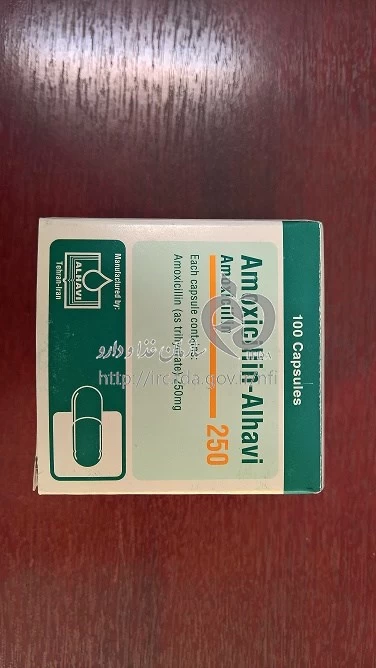 100 Capsules
Amoxicillin-Alhavi
Amoxicillin 250
Each capsule contains:
Amoxicillin (as trihydrate) 250mg
Manufactured by:
ALHAVI
Tehran-Iran
سازمان غذا و دارو
http://irc.fda.gov.ir/nfi